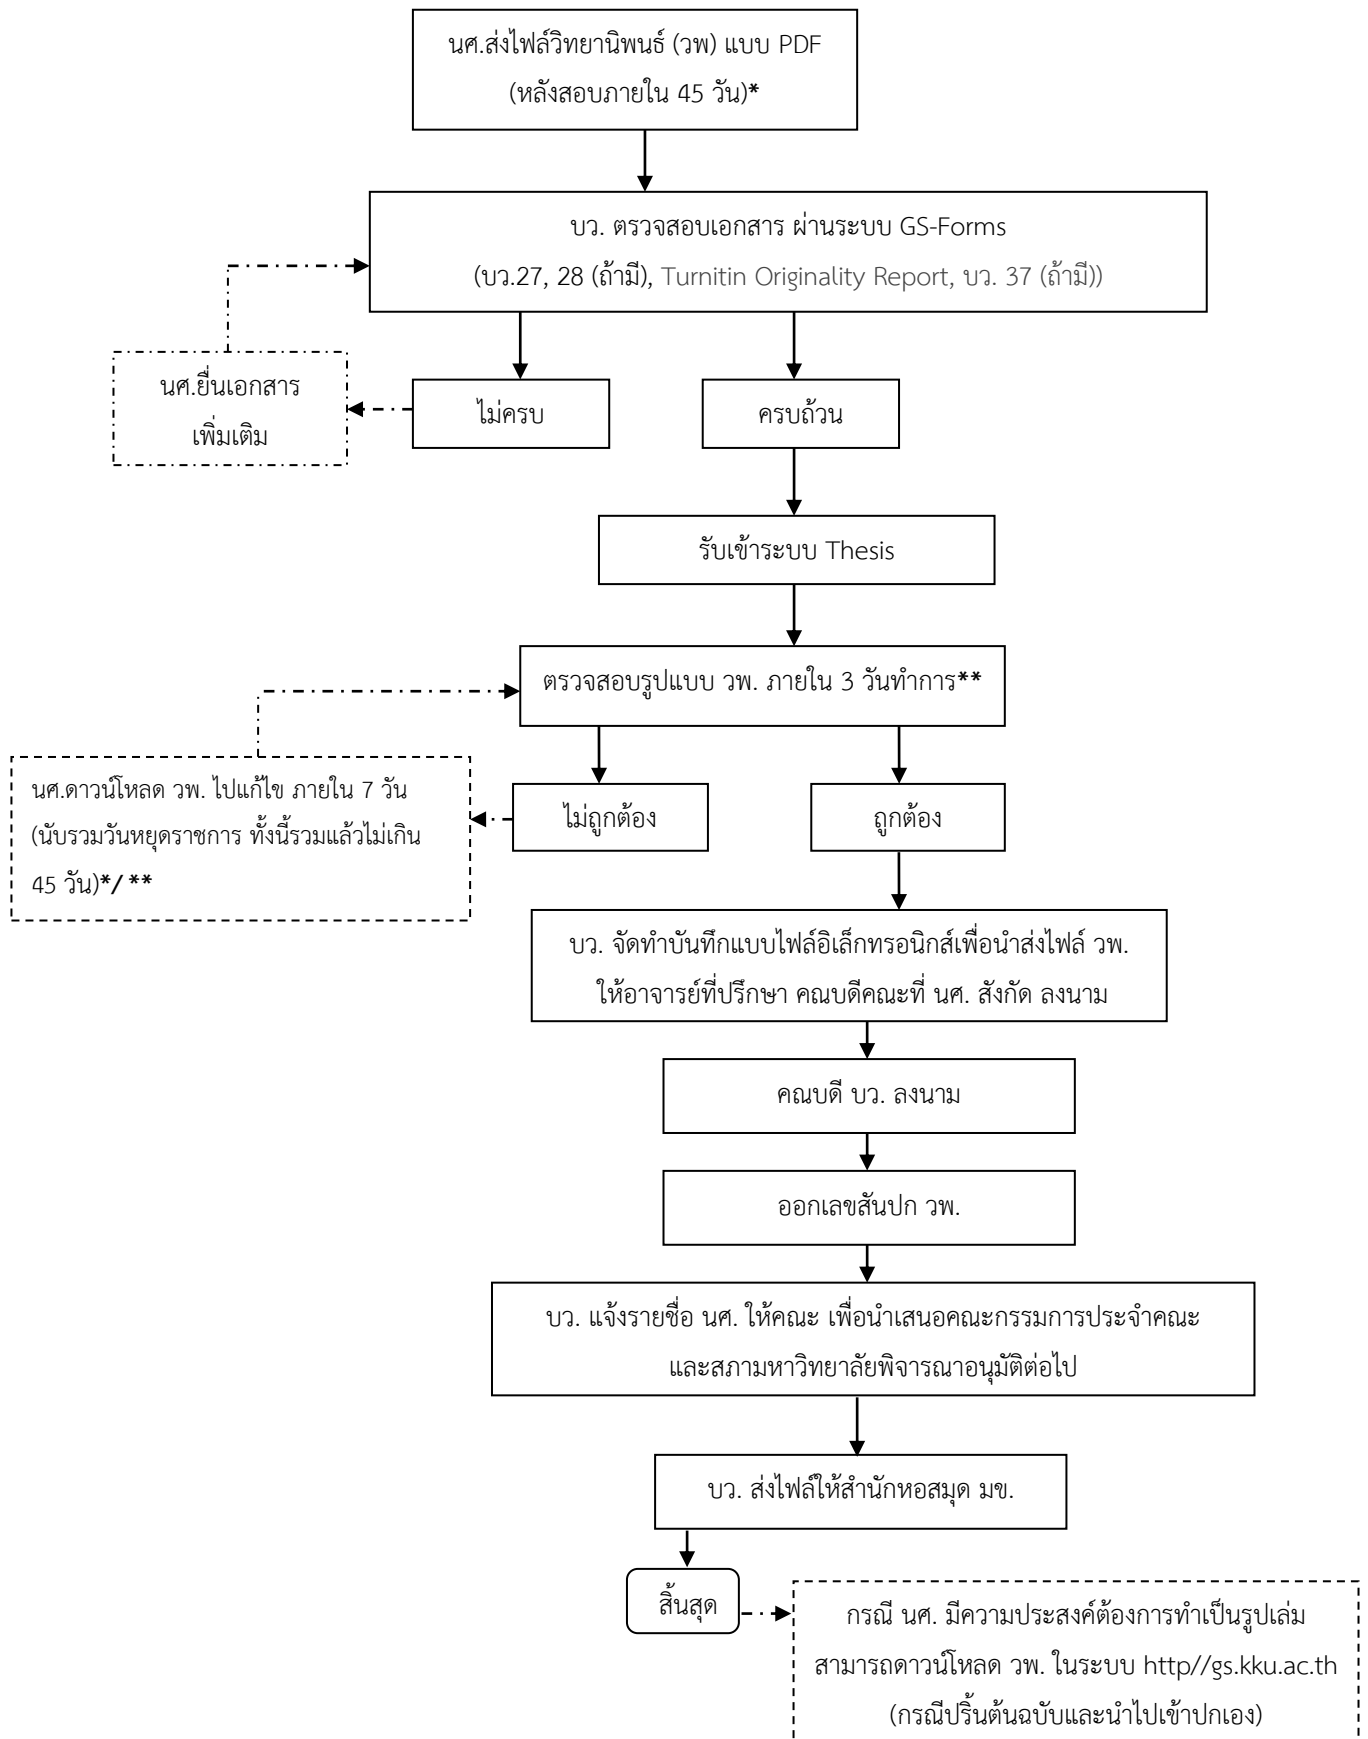 นศ.ส่งไฟล์วิทยานิพนธ์ (วพ) แบบ PDF
(หลังสอบภายใน 45 วัน)*
บว. ตรวจสอบเอกสาร ผ่านระบบ GS-Forms
(บว.27, 28 (ถ้ามี), Turnitin Originality Report, บว. 37 (ถ้ามี))
นศ.ยื่นเอกสาร
เพิ่มเติม
ไม่ครบ
ครบถ้วน
รับเข้าระบบ Thesis
ตรวจสอบรูปแบบ วพ. ภายใน 3 วันทำการ**
นศ.ดาวน์โหลด วพ. ไปแก้ไข ภายใน 7 วัน
(นับรวมวันหยุดราชการ ทั้งนี้รวมแล้วไม่เกิน
45 วัน)*/**
ไม่ถูกต้อง
ถูกต้อง
บว. จัดทำบันทึกแบบไฟล์อิเล็กทรอนิกส์เพื่อนำส่งไฟล์ วพ.
ให้อาจารย์ที่ปรึกษา คณบดีคณะที่ นศ. สังกัด ลงนาม
คณบดี บว. ลงนาม
ออกเลขสันปก วพ.
บว. แจ้งรายชื่อ นศ. ให้คณะ เพื่อนำเสนอคณะกรรมการประจำคณะ
และสภามหาวิทยาลัยพิจารณาอนุมัติต่อไป
บว. ส่งไฟล์ให้สำนักหอสมุด มข.
สิ้นสุด
กรณี นศ. มีความประสงค์ต้องการทำเป็นรูปเล่ม
สามารถดาวน์โหลด วพ. ในระบบ http//gs.kku.ac.th
(กรณีปริ้นต้นฉบับและนำไปเข้าปกเอง)